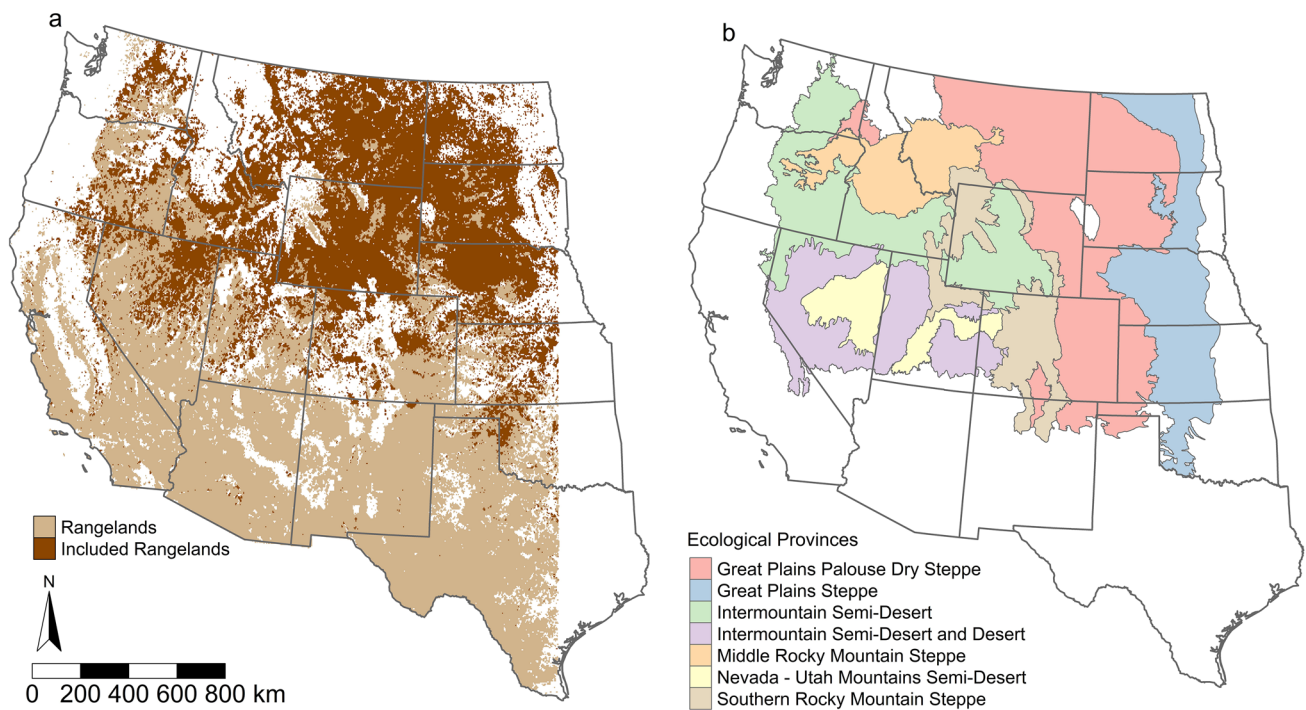 a
b
Rangelands
Included Rangelands
N
0 200 400 600 800 km
Ecological Provinces
Great Plains Palouse Dry Steppe
Great Plains Steppe
Intermountain Semi-Desert
Intermountain Semi-Desert and Desert
Middle Rocky Mountain Steppe
Nevada - Utah Mountains Semi-Desert
Southern Rocky Mountain Steppe